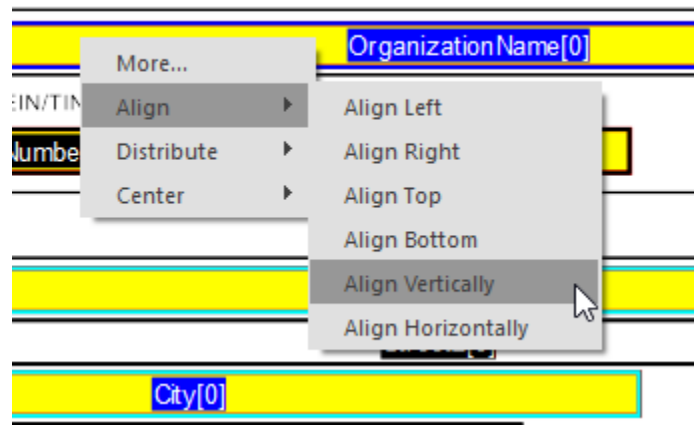 OrganizationName[0]
More...
EIN/TIN
Align
Align Left
Numbe
Distribute
Align Right
Center
Align Top
Align Bottom
Align Vertically
Align Horizontally
City[0]